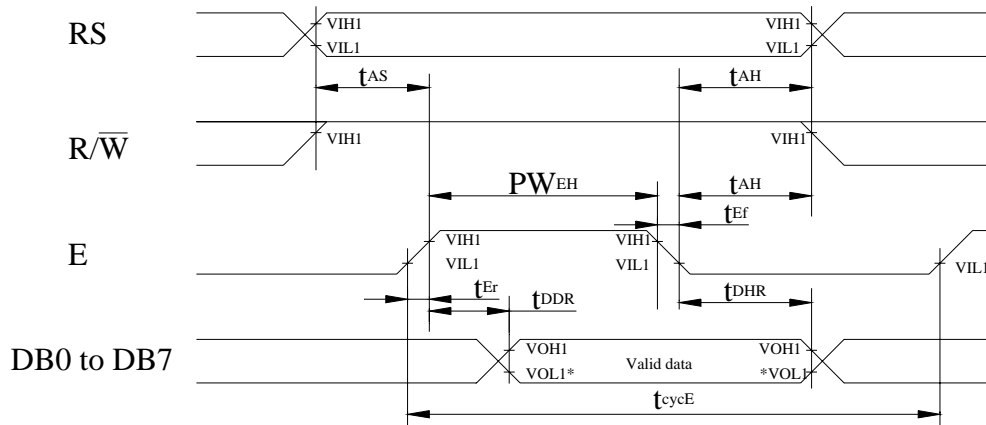 RS
VIH1
VIL1
VIH1
VIL1
tAS
tAH
R/W̅
VIH1
VIH1
PWEH
tAH
tEf
E
VIH1
VIL1
VIH1
VIL1
VIL1
tEr
tDDR
tDHR
DB0 to DB7
VOH1
VOL1*
Valid data
VOH1
*VOL1
tcycE